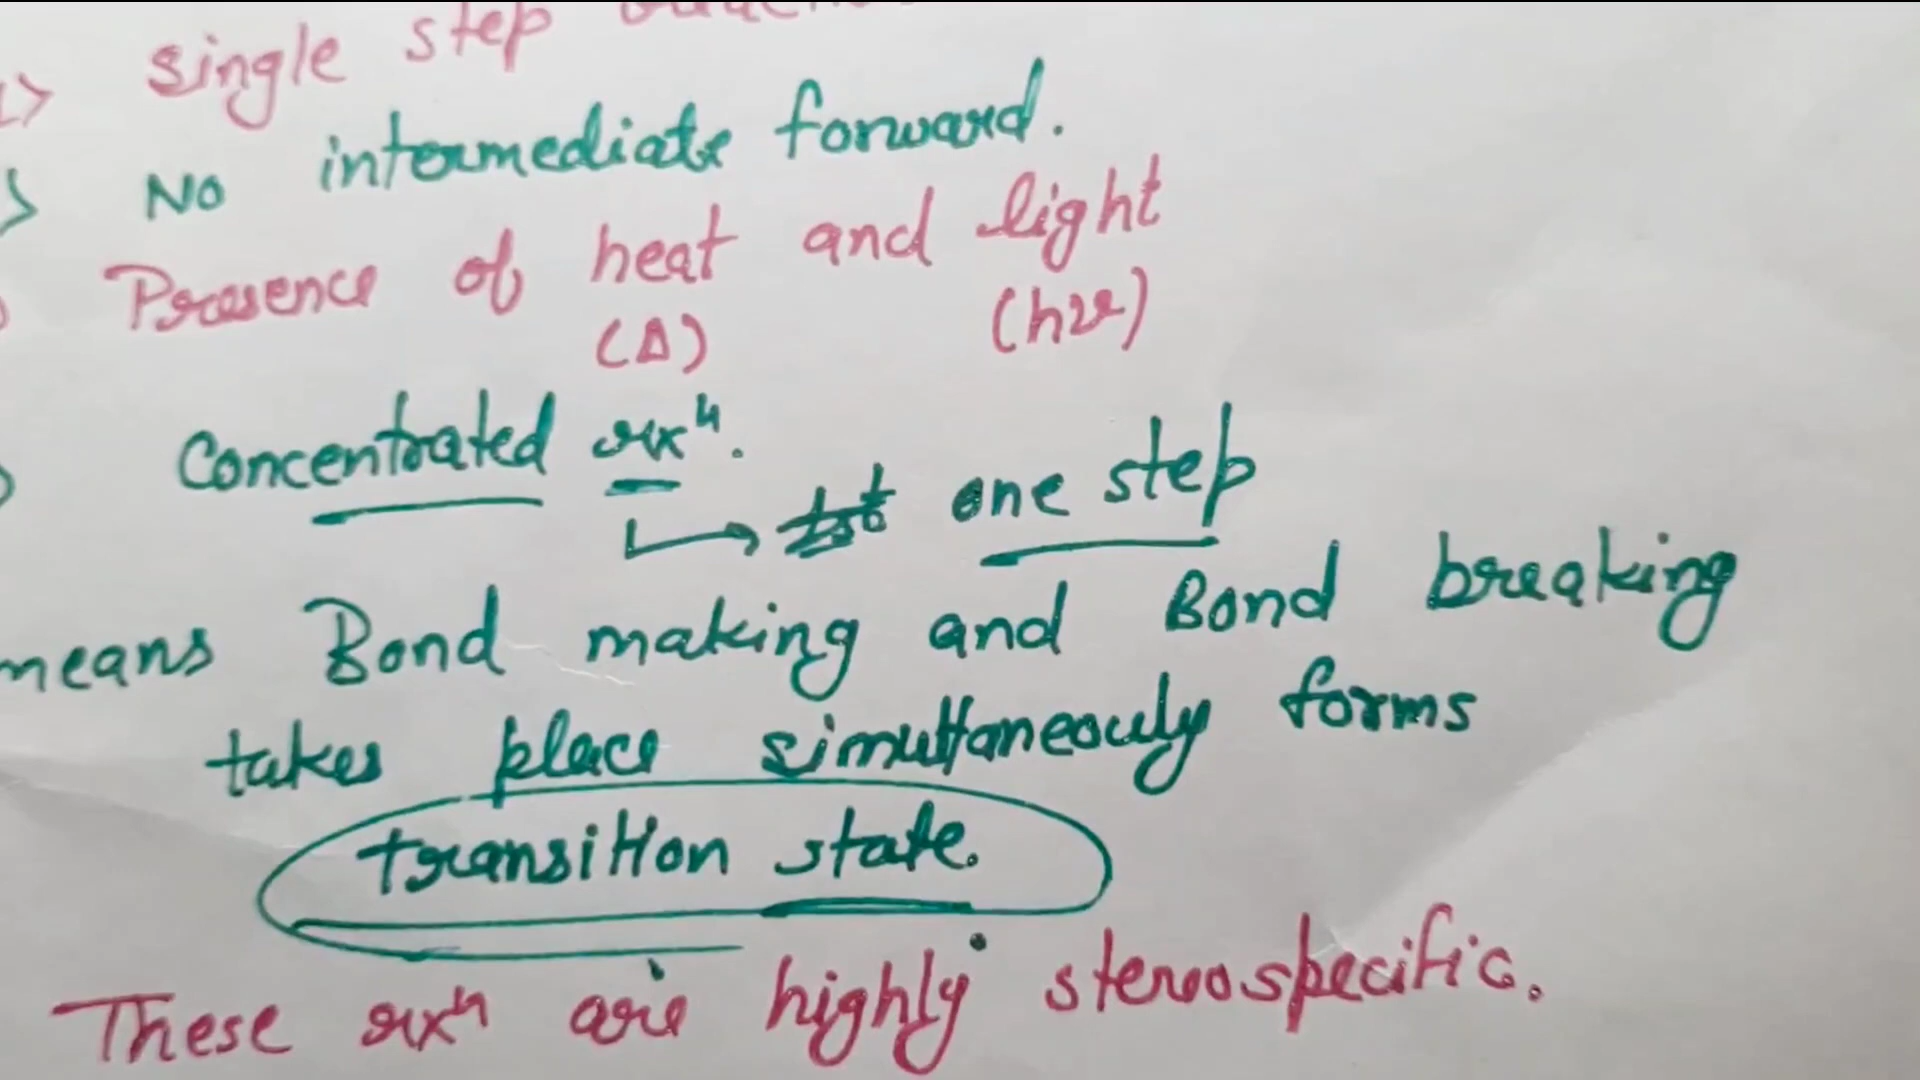 single step
No intermediate forward.
Presence of heat and light
(Δ) (hν)
Concentrated rxn.
↳ one step
means Bond making and Bond breaking
takes place simultaneouly forms
transition state.
These rxn are highly stereospecific.